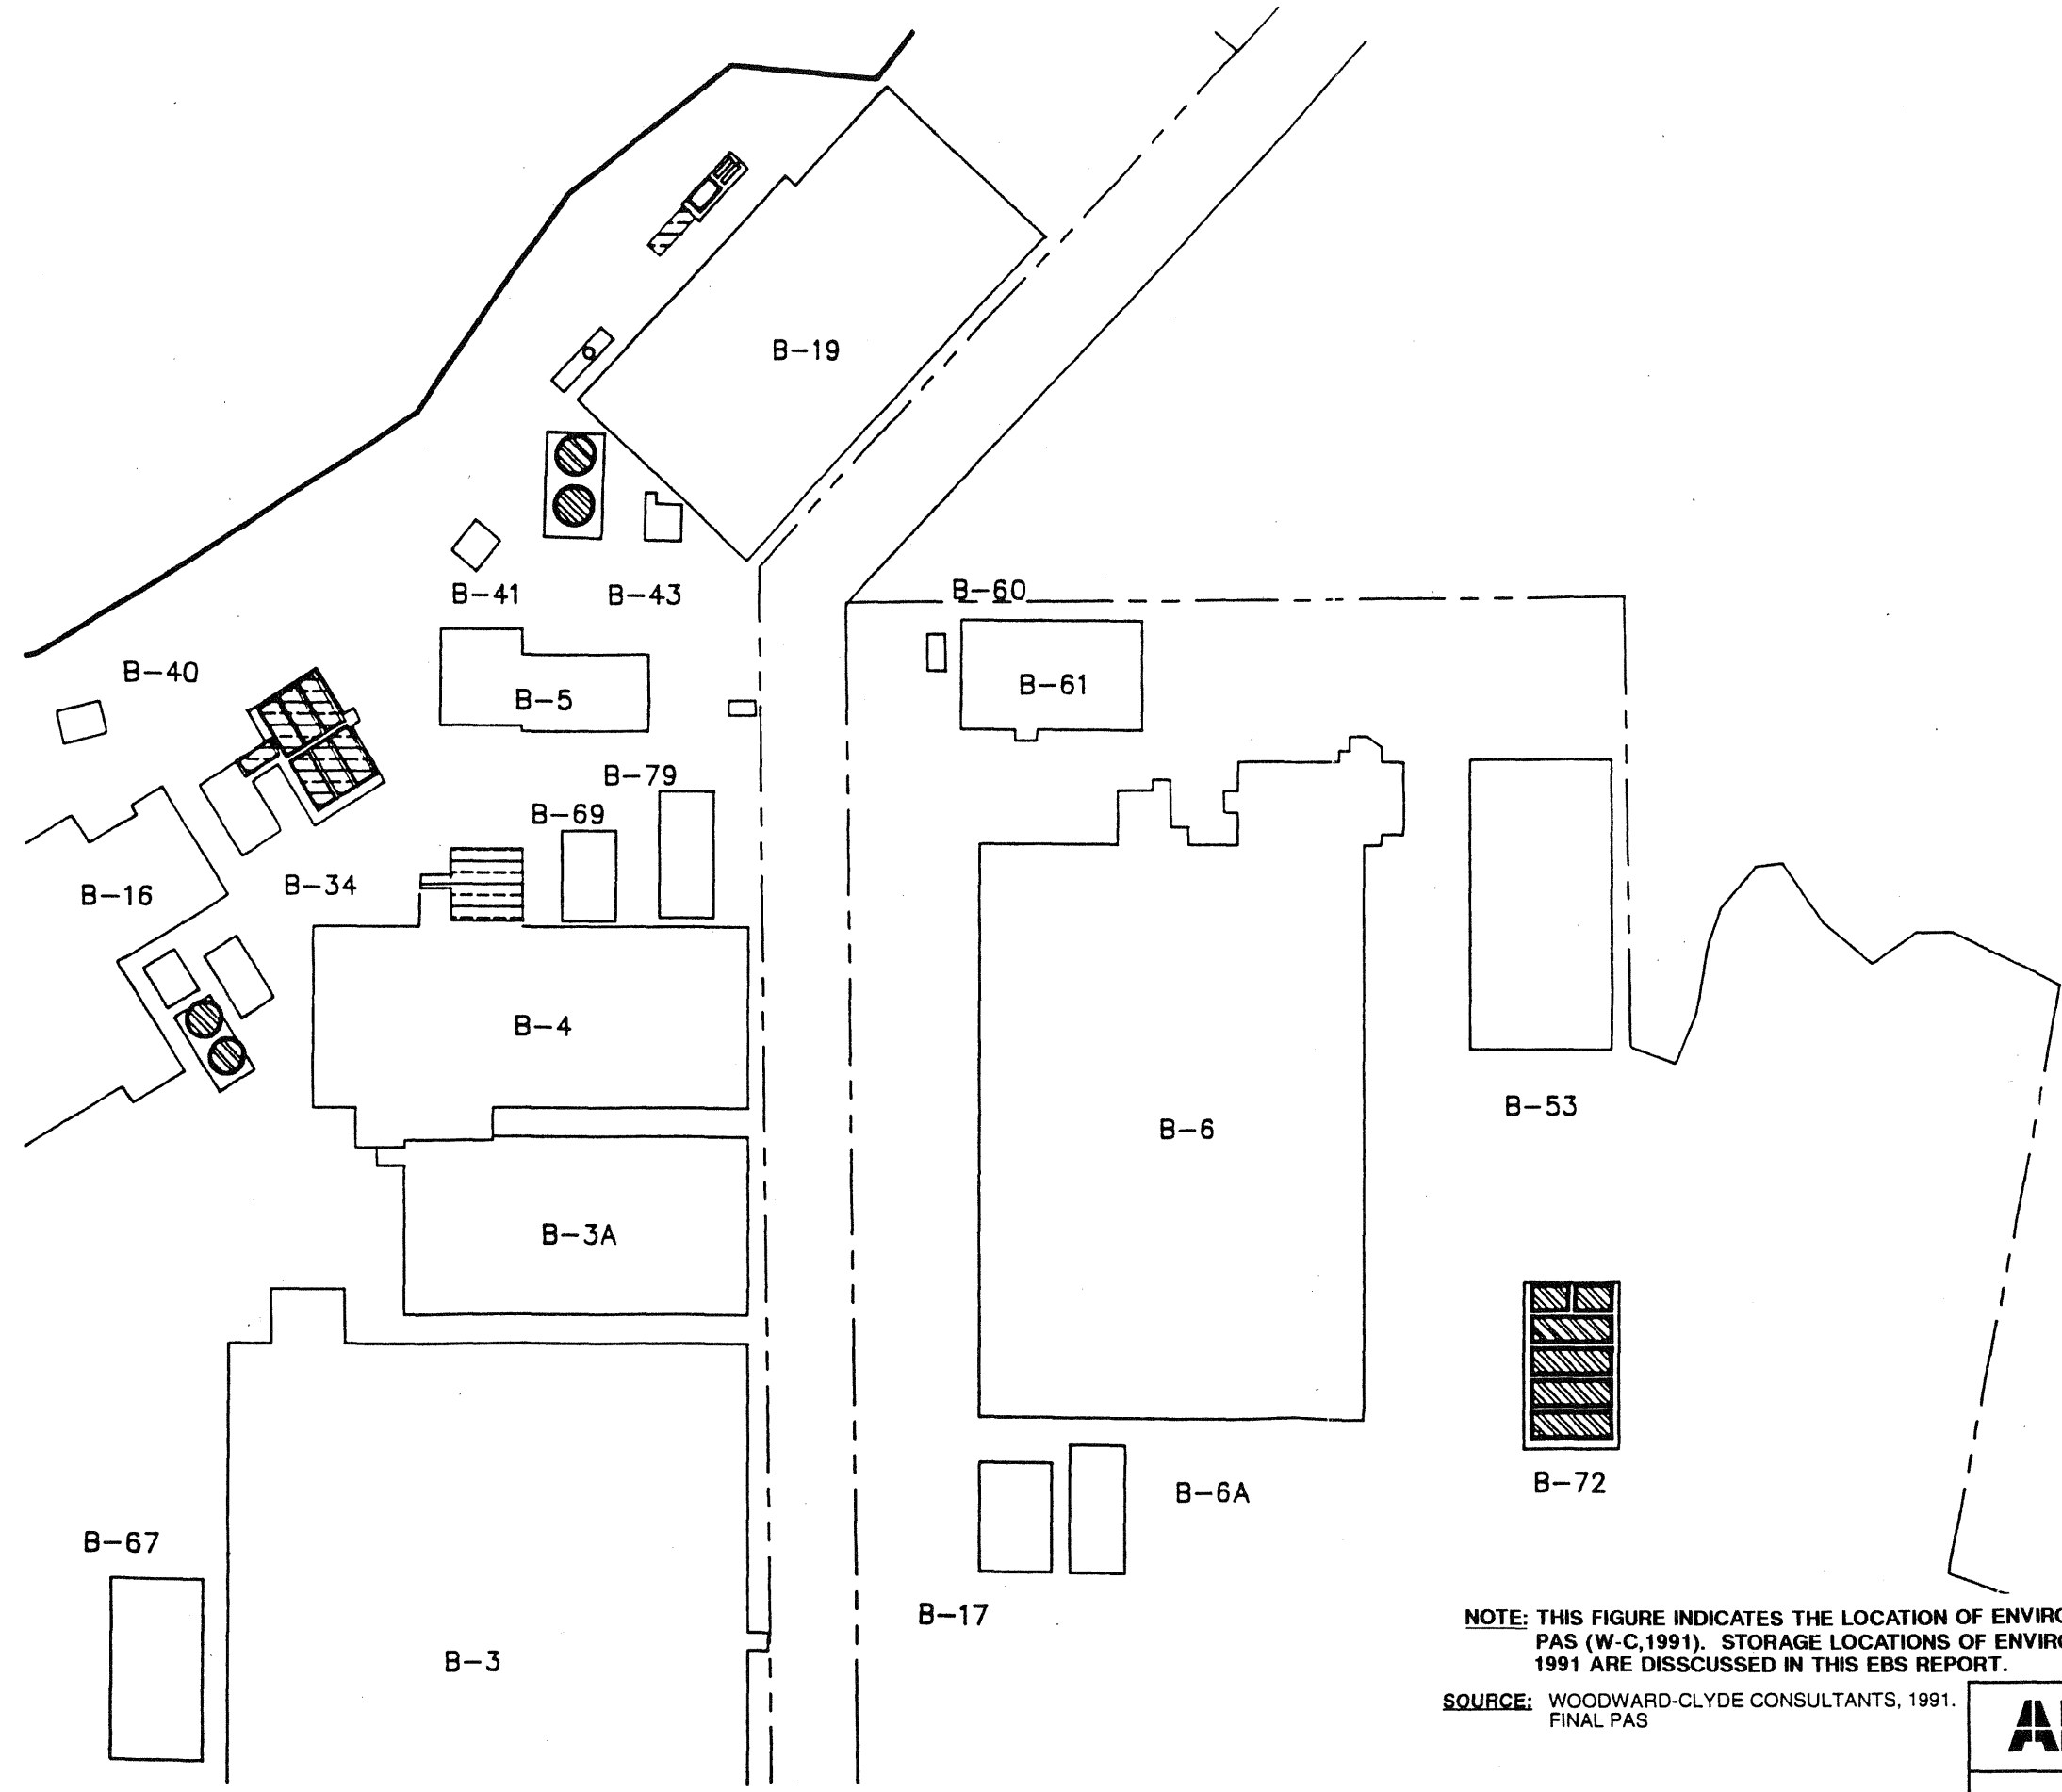 B-19
B-60
B-41
B-43
B-40
B-61
B-5
B-79
B-69
B-34
B-16
B-4
B-53
B-6
B-3A
B-72
B-6A
B-67
B-17
B-3
NOTE: THIS FIGURE INDICATES THE LOCATION OF
PAS (W-C,1991). STORAGE LOCATIONS OF
1991 ARE DISSCUSSED IN THIS EBS REPORT.
SOURCE: WOODWARD-CLYDE CONSULTANTS, 1991.
FINAL PAS